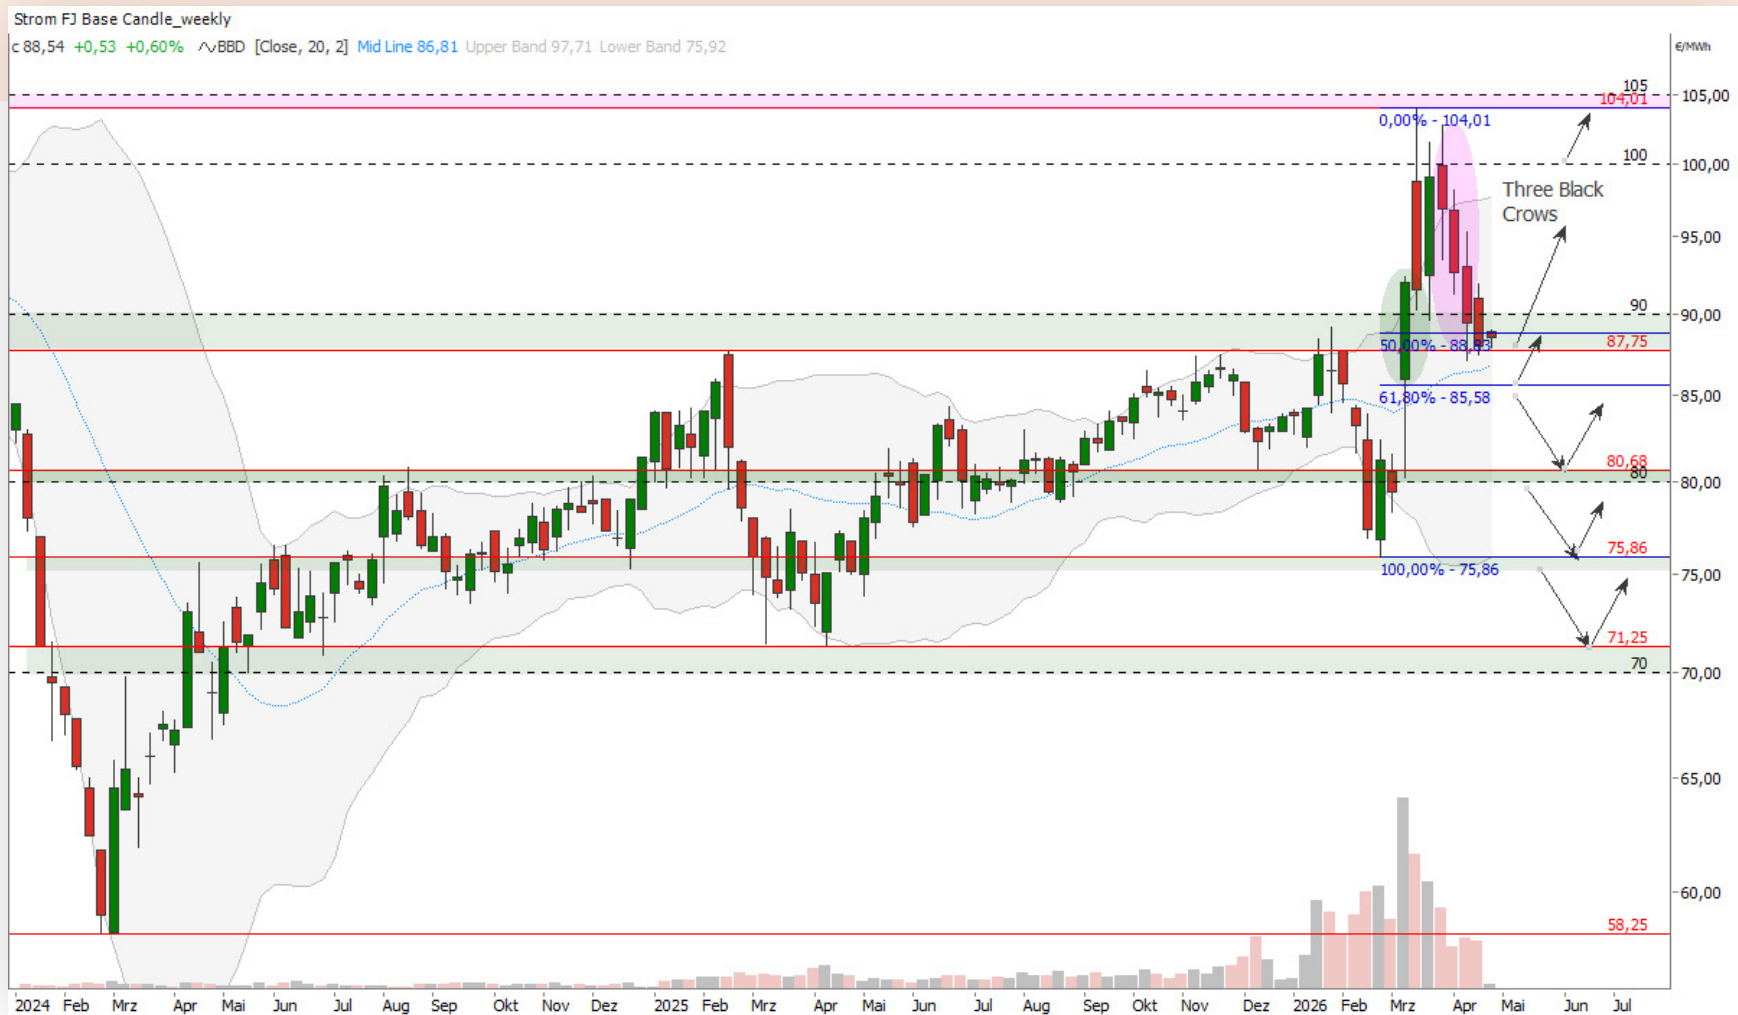 Strom FJ Base Candle_weekly
c 88,54 +0,53 +0,60% BBD [Close, 20, 2] Mid Line 86,81 Upper Band 97,71 Lower Band 75,92
€/MWh
105
105,00
104,01
0,00% - 104,01
100
100,00
Three Black
Crows
95,00
90
90,00
50,00% - 88,83
87,75
85,00
61,80% - 85,58
80,68
80
80,00
75,86
100,00% - 75,86
75,00
71,25
70
70,00
65,00
60,00
58,25
2024 Feb Mrz Apr Mai Jun Jul Aug Sep Okt Nov Dez 2025 Feb Mrz Apr Mai Jun Jul Aug Sep Okt Nov Dez 2026 Feb Mrz Apr Mai Jun Jul